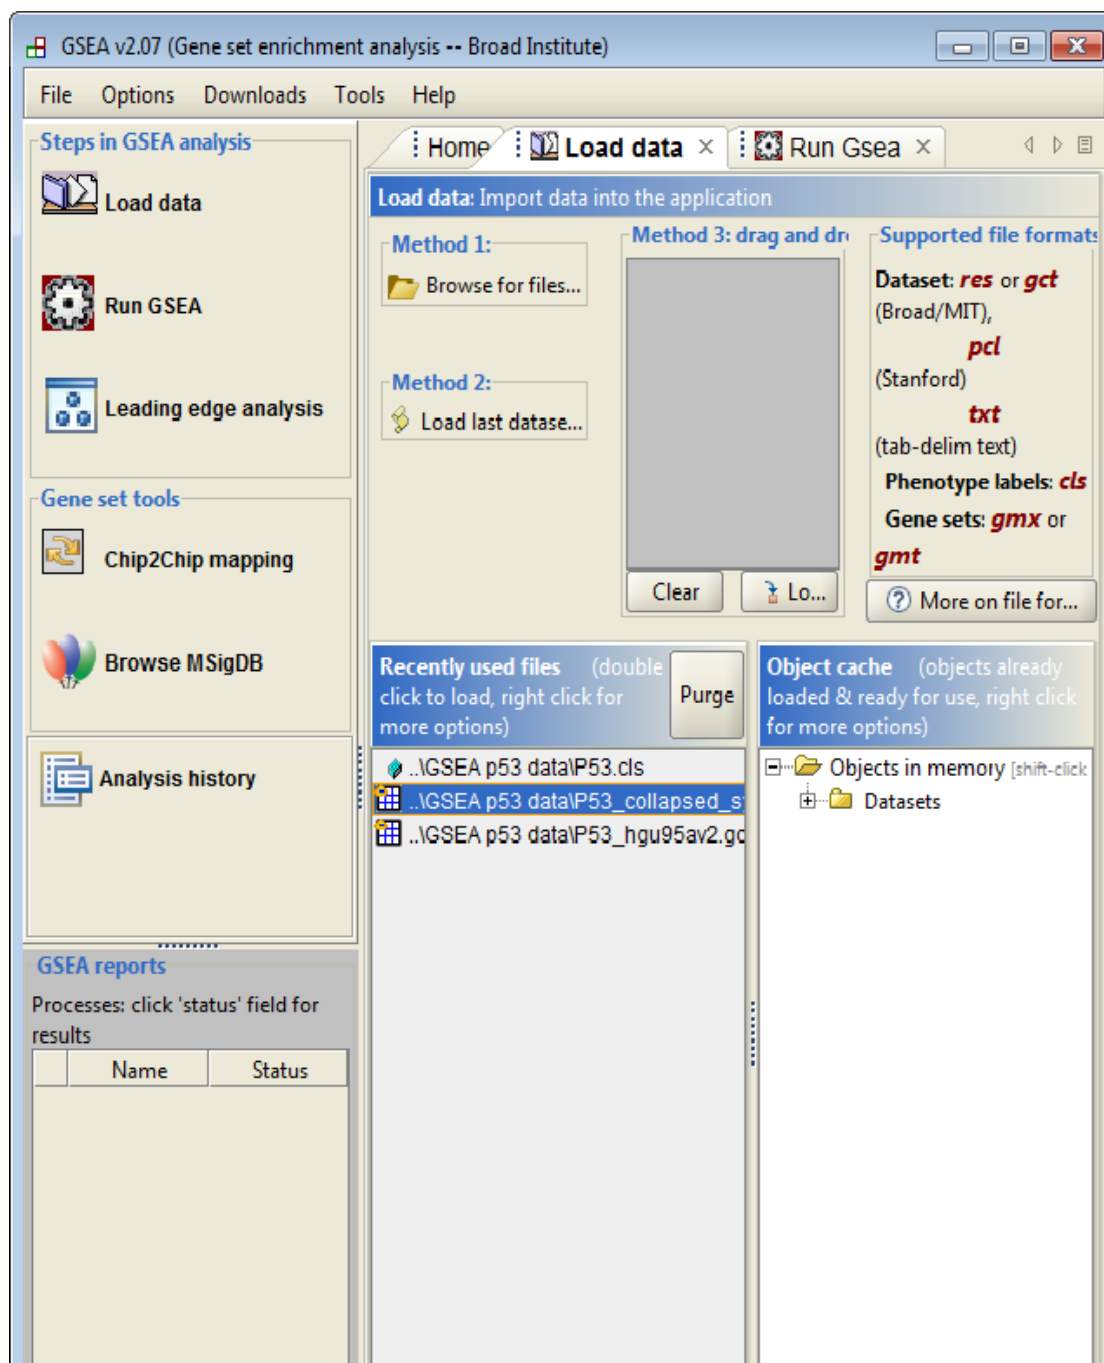 GSEA v2.07 (Gene set enrichment analysis -- Broad Institute)
File Options Downloads Tools Help
Steps in GSEA analysis
Load data
Run GSEA
Leading edge analysis
Gene set tools
Chip2Chip mapping
Browse MSigDB
Analysis history
GSEA reports
Processes: click 'status' field for
results
Name Status
Home Load data Run Gsea
Load data: Import data into the application
Method 1:
Browse for files...
Method 2:
Load last datase...
Method 3: drag and dr
Clear Lo...
Supported file formats
Dataset: res or gct
(Broad/MIT),
pcl
(Stanford)
txt
(tab-delim text)
Phenotype labels: cls
Gene sets: gmx or
gmt
More on file for...
Recently used files (double
click to load, right click for
more options)
Purge
..\GSEA p53 data\P53.cls
..\GSEA p53 data\P53_collapsed_s
..\GSEA p53 data\P53_hgu95av2.gc
Object cache (objects already
loaded & ready for use, right click
for more options)
Objects in memory [shift-click
Datasets